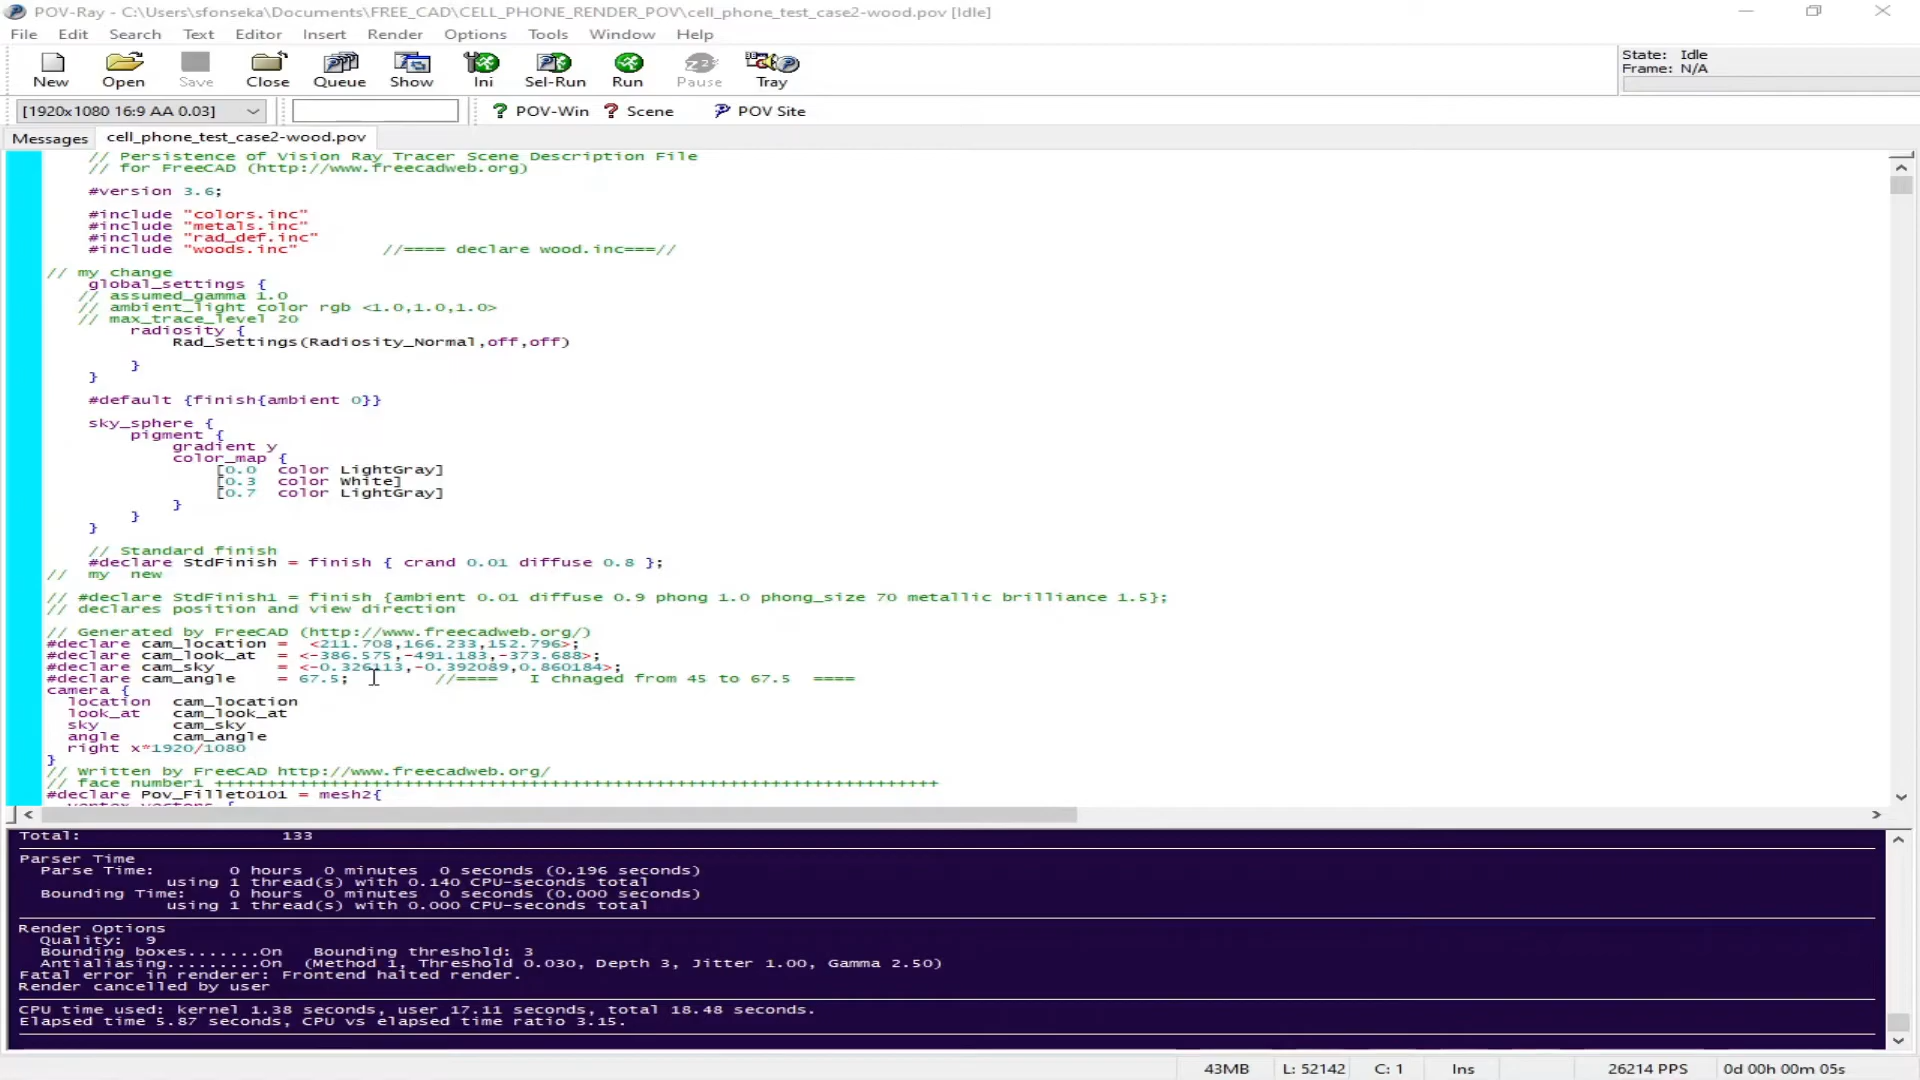 POV-Ray - C:\Users\sfonseka\Documents\FREE_CAD\CELL_PHONE_RENDER_POV\cell_phone_test_case2-wood.pov [Idle]
File Edit Search Text Editor Insert Render Options Tools Window Help
New Open Save Close Queue Show Ini Sel-Run Run Pause Tray
State: Idle
Frame: N/A
[1920x1080 16:9 AA 0.03] ? POV-Win ? Scene POV Site
Messages cell_phone_test_case2-wood.pov
// Persistence of Vision Ray Tracer Scene Description File
// for FreeCAD (http://www.freecadweb.org)
#version 3.6;
#include "colors.inc"
#include "metals.inc"
#include "rad_def.inc"
#include "woods.inc" //==== declare wood.inc===//
// my change
global_settings {
// assumed_gamma 1.0
// ambient_light color rgb <1.0,1.0,1.0>
// max_trace_level 20
radiosity {
Rad_Settings(Radiosity_Normal,off,off)
}
}
#default {finish{ambient 0}}
sky_sphere {
pigment {
gradient y
color_map {
[0.0 color LightGray]
[0.3 color White]
[0.7 color LightGray]
}
}
}
// Standard finish
#declare StdFinish = finish { crand 0.01 diffuse 0.8 };
// my new
// #declare StdFinish1 = finish {ambient 0.01 diffuse 0.9 phong 1.0 phong_size 70 metallic brilliance 1.5};
// declares position and view direction
// Generated by FreeCAD (http://www.freecadweb.org/)
#declare cam_location = <211.708,166.233,152.796>;
#declare cam_look_at = <-386.575,-491.183,-373.688>;
#declare cam_sky = <-0.326113,-0.392089,0.860184>;
#declare cam_angle = 67.5; //==== I chnaged from 45 to 67.5 ====
camera {
location cam_location
look_at cam_look_at
sky cam_sky
angle cam_angle
right x*1920/1080
}
// Written by FreeCAD http://www.freecadweb.org/
// face number1 +++++++++++++++++++++++++++++++++++++++++++++++++++++++++++++++++++++
#declare Pov_Fillet0101 = mesh2{
vertex_vectors {
Total: 133
Parser Time
Parse Time: 0 hours 0 minutes 0 seconds (0.196 seconds)
using 1 thread(s) with 0.140 CPU-seconds total
Bounding Time: 0 hours 0 minutes 0 seconds (0.000 seconds)
using 1 thread(s) with 0.000 CPU-seconds total
Render Options
Quality: 9
Bounding boxes.......On Bounding threshold: 3
Antialiasing.........On (Method 1, Threshold 0.030, Depth 3, Jitter 1.00, Gamma 2.50)
Fatal error in renderer: Frontend halted render.
Render cancelled by user
CPU time used: kernel 1.38 seconds, user 17.11 seconds, total 18.48 seconds.
Elapsed time 5.87 seconds, CPU vs elapsed time ratio 3.15.
43MB L: 52142 C: 1 Ins 26214 PPS 0d 00h 00m 05s